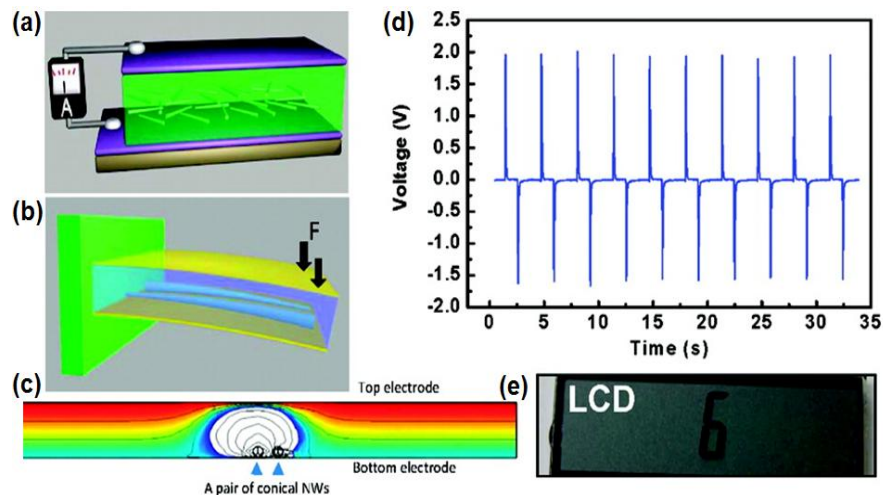 (a)
A
(b)
F
(c)
Top electrode
Bottom electrode
A pair of conical NWs
(d)
Voltage (V)
2.5
2.0
1.5
1.0
0.5
0.0
-0.5
-1.0
-1.5
2.0
0 5 10 15 20 25 30 35
Time (s)
(e)
LCD
6